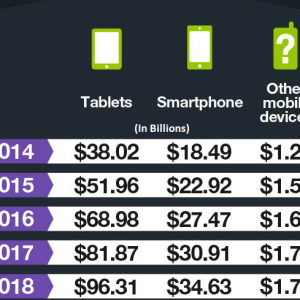 ?
Tablets Smartphone Othe
mobil
device
(In Billions)
014 $38.02 $18.49 $1.2
015 $51.96 $22.92 $1.5
016 $68.98 $27.47 $1.6
017 $81.87 $30.91 $1.7
018 $96.31 $34.63 $1.7